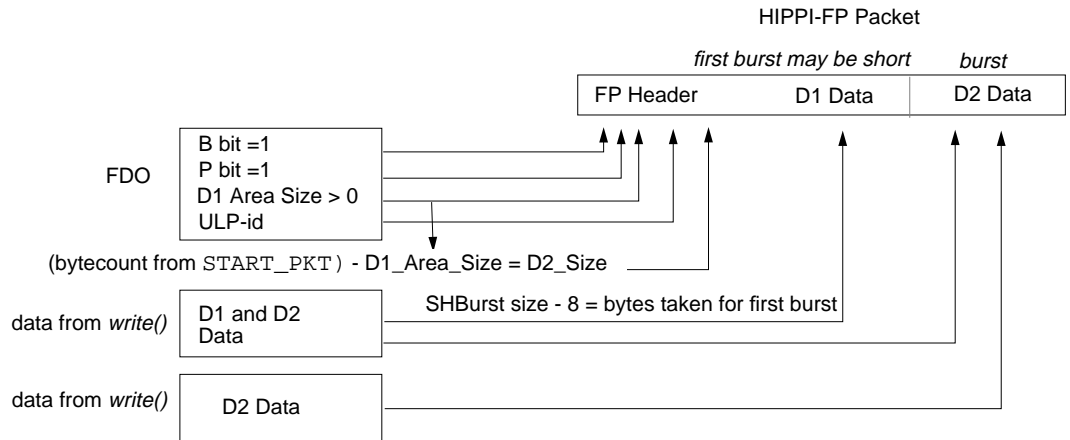 HIPPI-FP Packet
first burst may be short
burst
FP Header
D1 Data
D2 Data
FDO
B bit =1
P bit =1
D1 Area Size > 0
ULP-id
(bytecount from START_PKT) - D1_Area_Size = D2_Size
SHBurst size - 8 = bytes taken for first burst
data from write()
D1 and D2
Data
data from write()
D2 Data